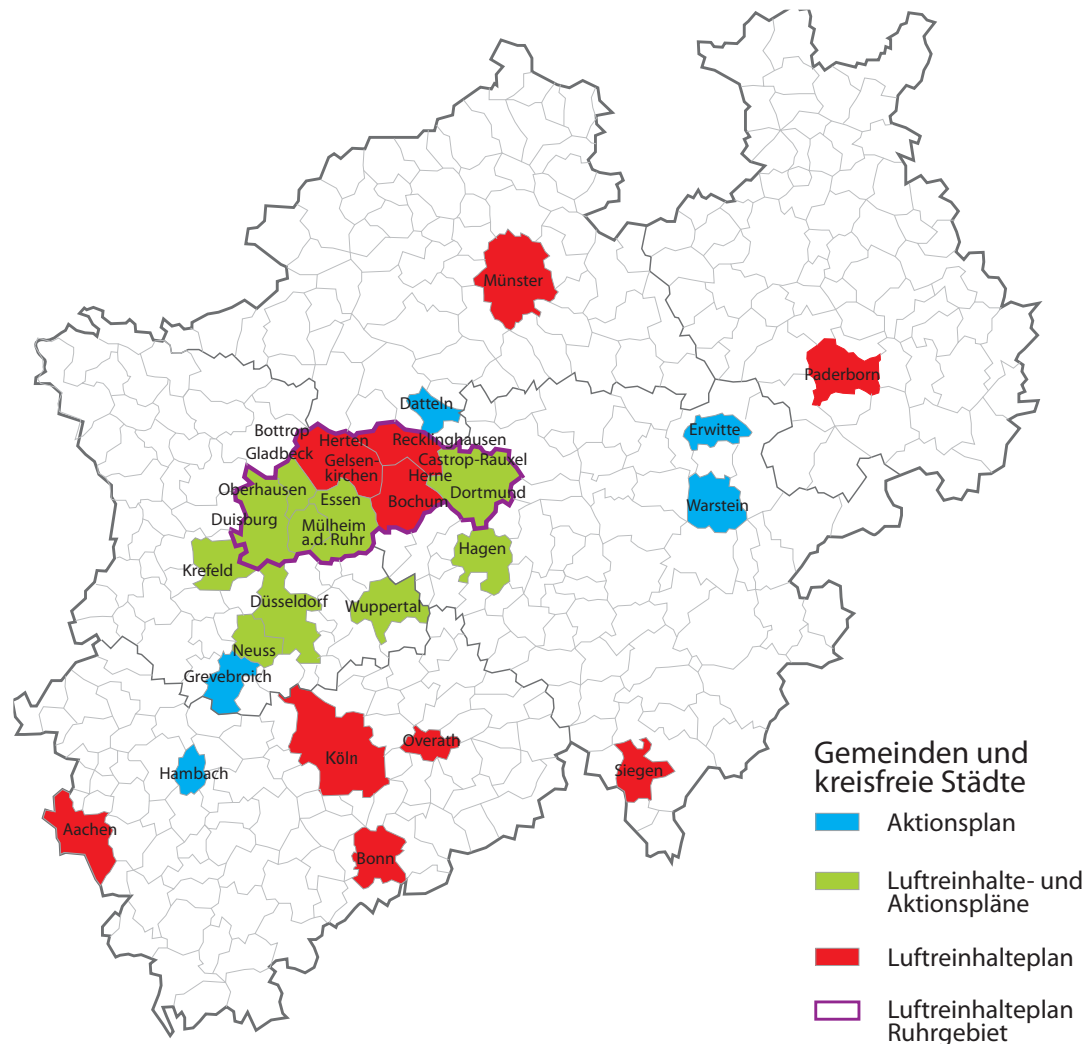 Münster
Paderborn
Datteln
Erwitte
Bottrop
Herten
Recklinghausen
Gladbeck
Gelsen-
kirchen
Castrop-Rauxel
Herne
Oberhausen
Essen
Bochum
Dortmund
Warstein
Duisburg
Mülheim
a.d. Ruhr
Hagen
Krefeld
Düsseldorf
Wuppertal
Neuss
Grevebroich
Overath
Köln
Hambach
Siegen
Aachen
Bonn
Gemeinden und
kreisfreie Städte
Aktionsplan
Luftreinhalte- und
Aktionspläne
Luftreinhalteplan
Luftreinhalteplan
Ruhrgebiet